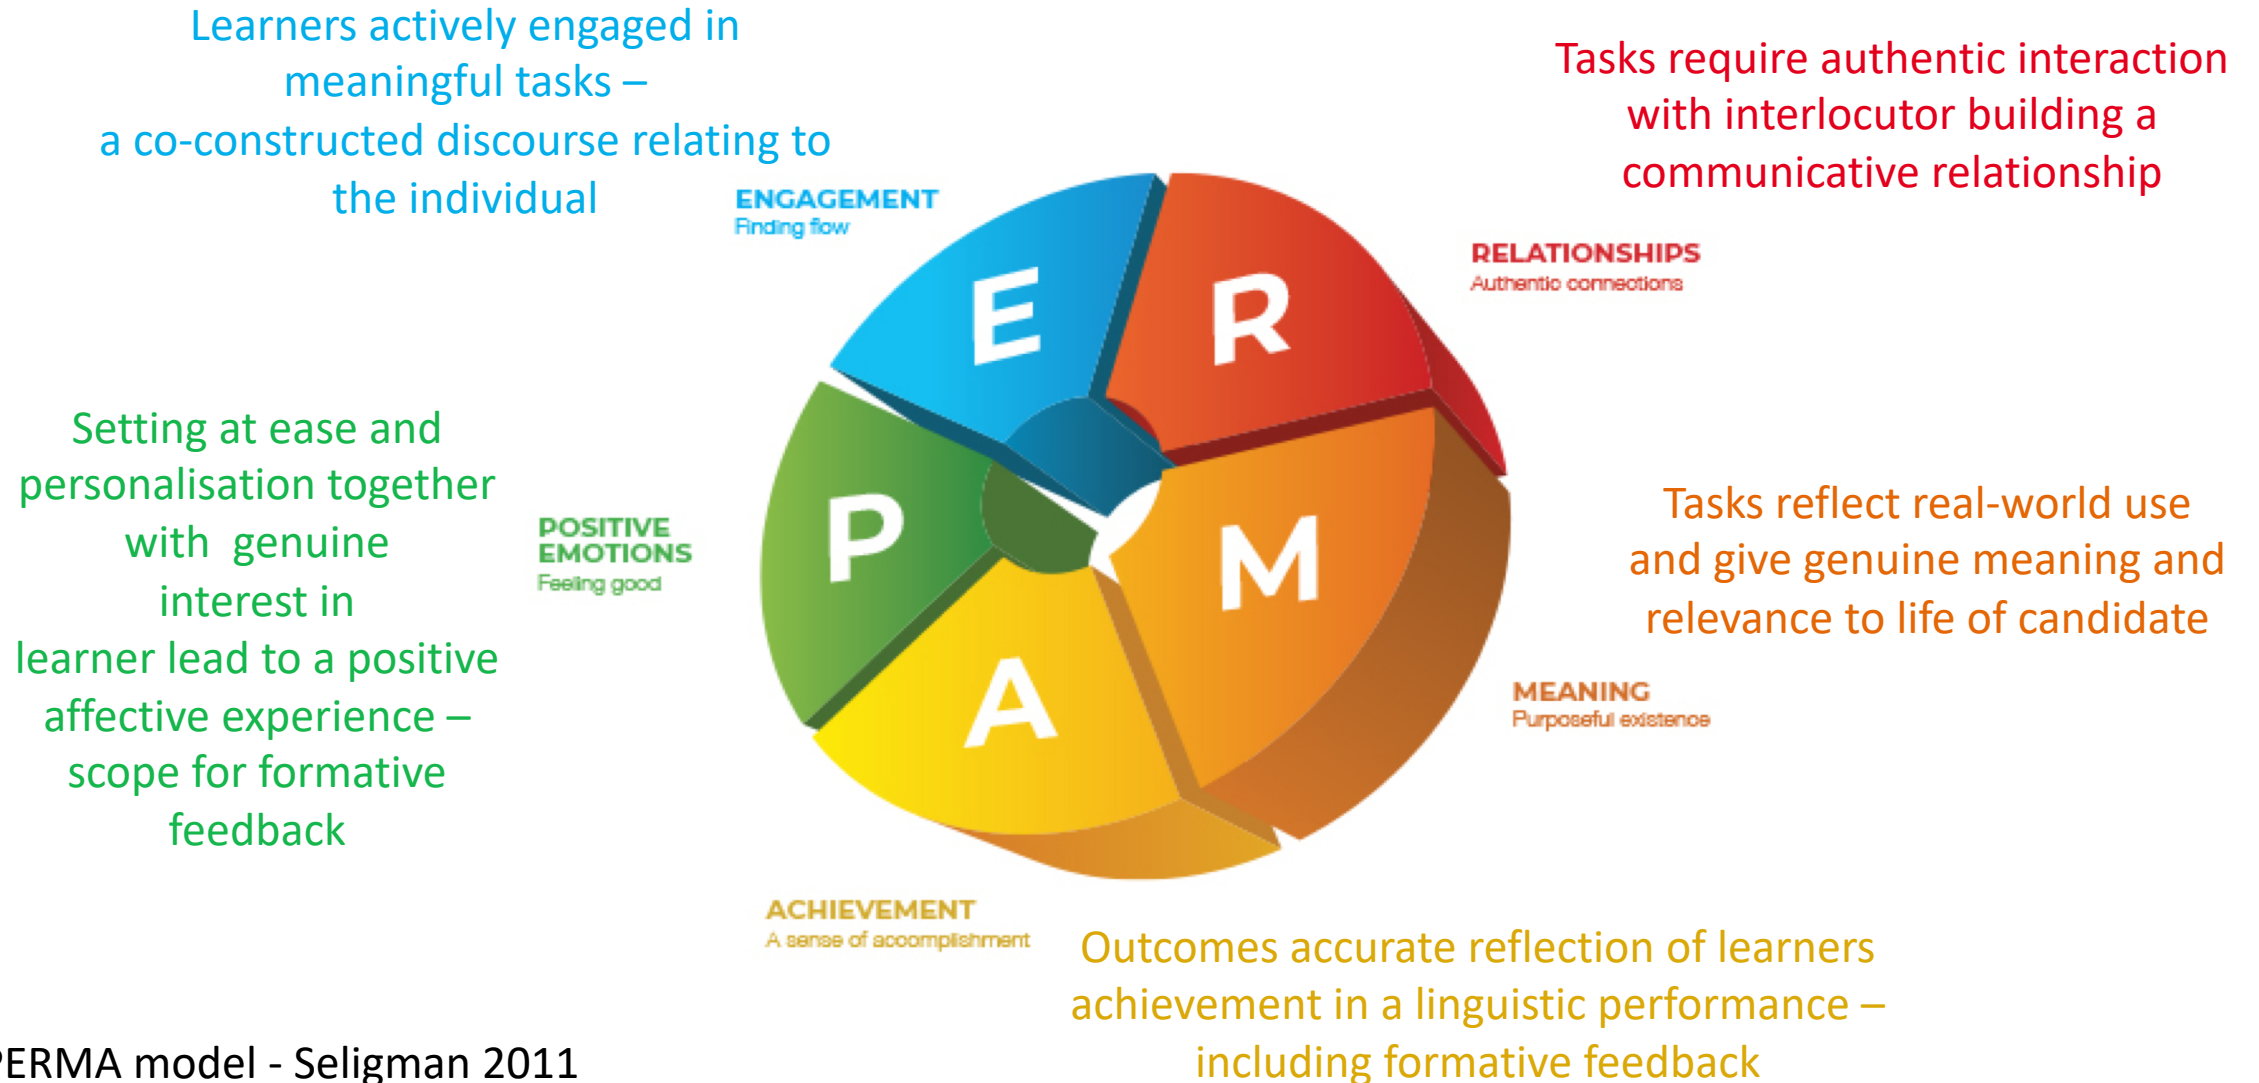 Learners actively engaged in
meaningful tasks –
a co-constructed discourse relating to
the individual
ENGAGEMENT
Finding flow
Tasks require authentic interaction
with interlocutor building a
communicative relationship
RELATIONSHIPS
Authentic connections
E
R
P
M
A
Setting at ease and
personalisation together
with genuine
interest in
learner lead to a positive
affective experience –
scope for formative
feedback
POSITIVE
EMOTIONS
Feeling good
Tasks reflect real-world use
and give genuine meaning and
relevance to life of candidate
MEANING
Purposeful existence
ACHIEVEMENT
A sense of accomplishment
Outcomes accurate reflection of learners
achievement in a linguistic performance –
including formative feedback
PERMA model - Seligman 2011